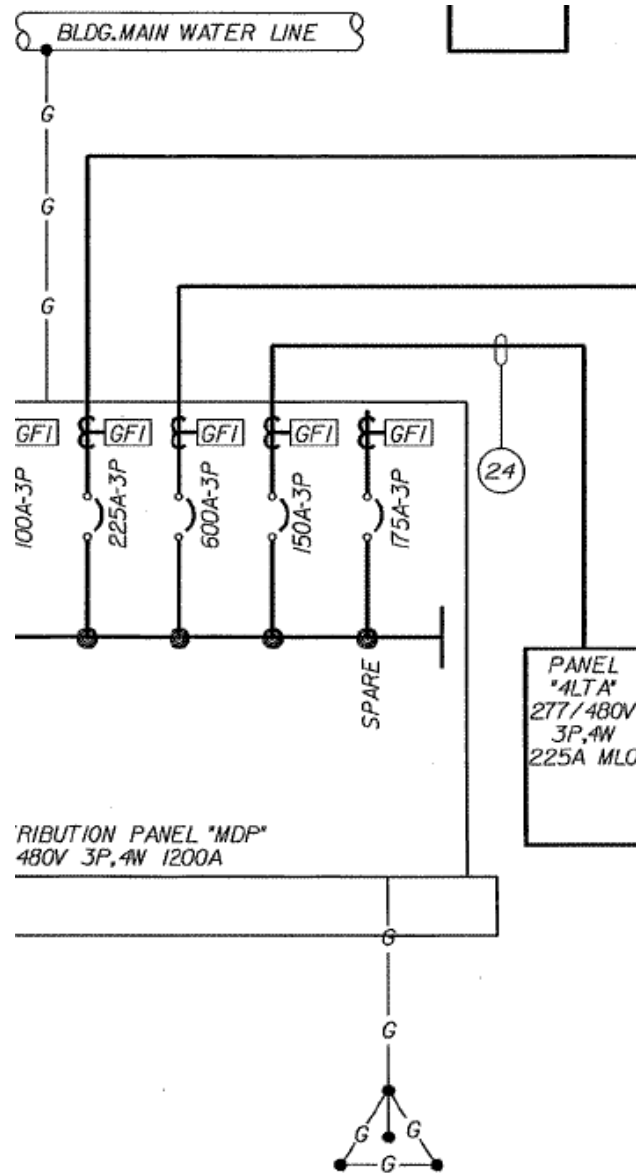 BLDG.MAIN WATER LINE
G
G
G
GFI
GFI
GFI
GFI
GFI
100A-3P
225A-3P
600A-3P
150A-3P
175A-3P
24
SPARE
PANEL
"4LTA"
277/480V
3P,4W
225A MLO
RIBUTION PANEL "MDP"
480V 3P,4W 1200A
G
G
G
G
G